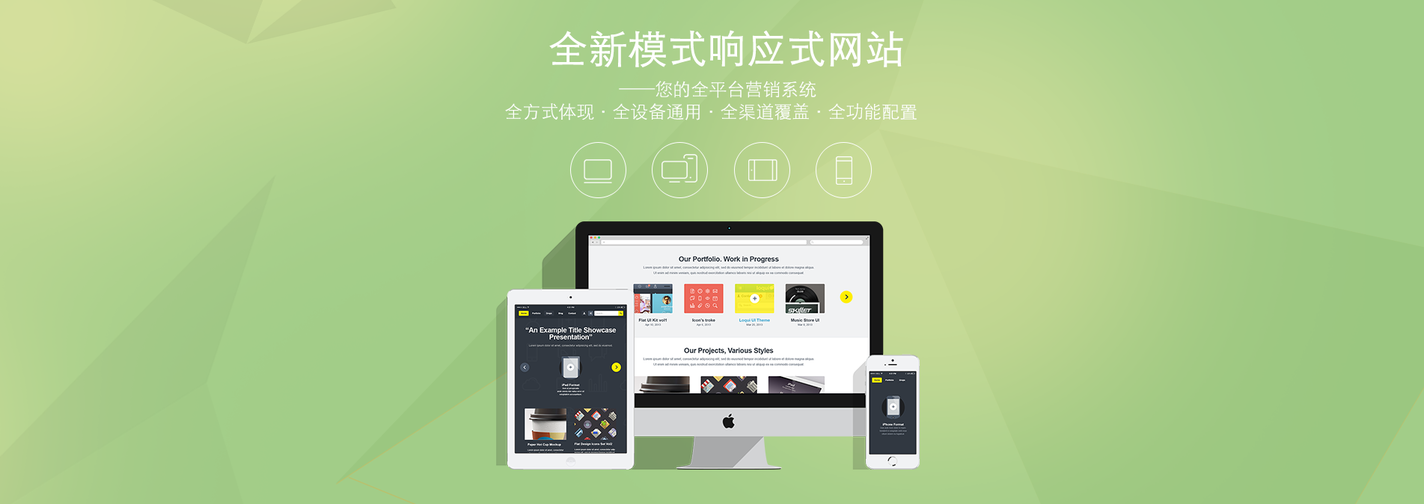 全新模式响应式网站
——您的全平台营销系统
全方式体现 · 全设备通用 · 全渠道覆盖 · 全功能配置
Our Portfolio. Work in Progress
Flat UI Kit vol1
Icon's troke
Logo UI Theme
Music Store UI
Our Projects, Various Styles
"An Example Title Showcase
Presentation"
iPad Format
Paper Hot Cup Mockup
Flat Design Icons Set Vol2
iPhone Format